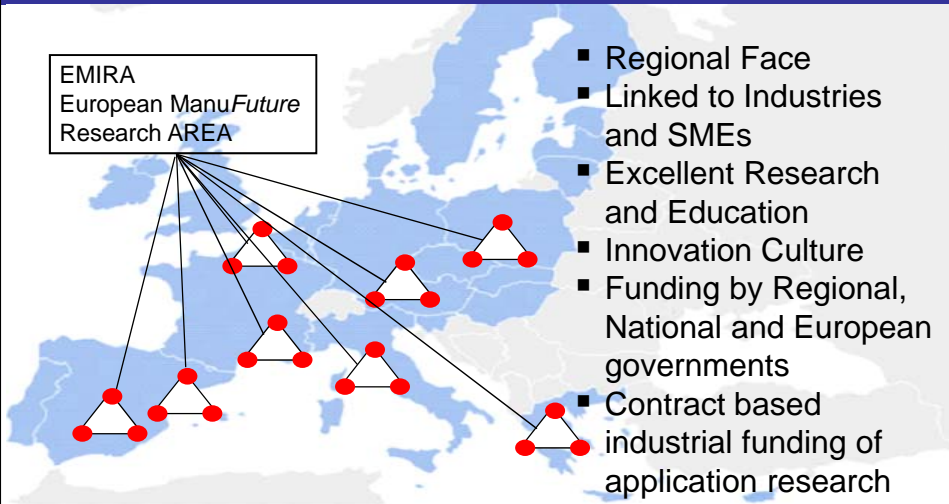 EMIRA
European ManuFuture
Research AREA
▪ Regional Face
▪ Linked to Industries
and SMEs
▪ Excellent Research
and Education
▪ Innovation Culture
▪ Funding by Regional,
National and European
governments
▪ Contract based
industrial funding of
application research